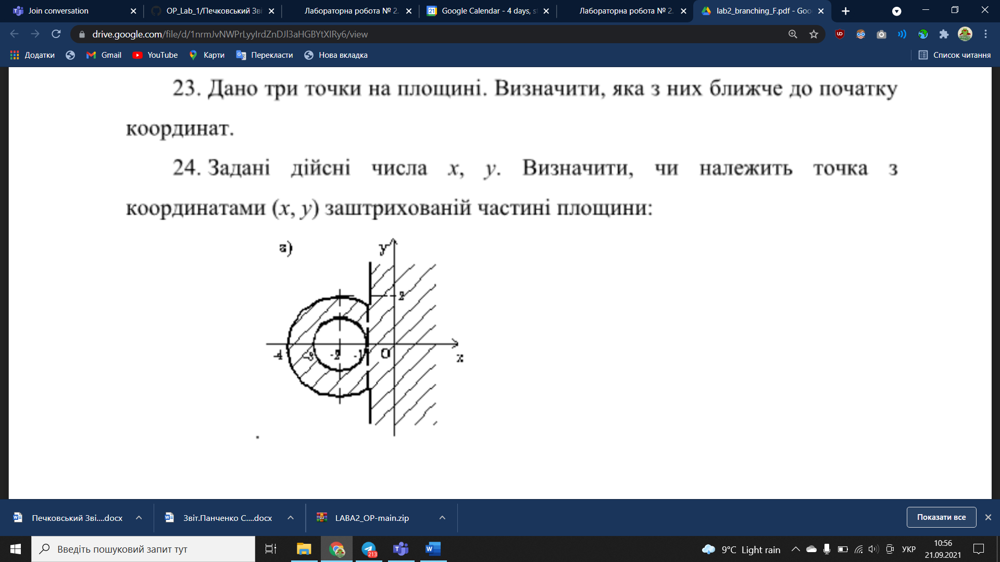 Join conversation
OP_Lab_1/Печковський Зві
Лабораторна робота № 2.
Google Calendar - 4 days, s
Лабораторна робота № 2.
lab2_branching_F.pdf - Goo
drive.google.com/file/d/1nrmJvNWPrLyyIrdZnDJl3aHGBYtXIRy6/view
Додатки
Gmail
YouTube
Карти
Перекласти
Нова вкладка
Список читання
23. Дано три точки на площині. Визначити, яка з них ближче до початку
координат.
24. Задані дійсні числа x, y. Визначити, чи належить точка з
координатами (x, y) заштрихованій частині площини:
y
2
-4 -3 -2 -1 0
x
Печковський Зві....docx
Звіт.Панченко С....docx
LABA2_OP-main.zip
Показати все
Введіть пошуковий запит тут
213
9°C Light rain
УКР
10:56
21.09.2021